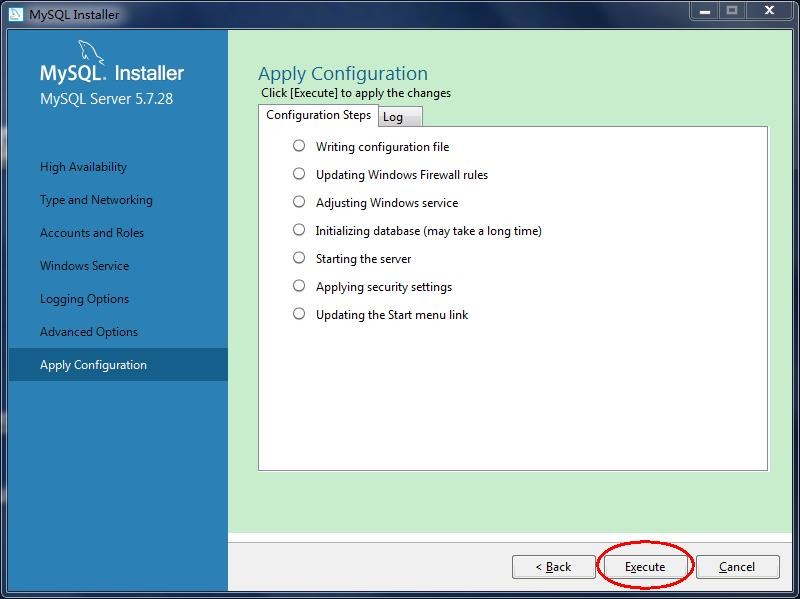 MySQL Installer
MySQL. Installer
MySQL Server 5.7.28
High Availability
Type and Networking
Accounts and Roles
Windows Service
Logging Options
Advanced Options
Apply Configuration
Apply Configuration
Click [Execute] to apply the changes
Configuration Steps
Log
Writing configuration file
Updating Windows Firewall rules
Adjusting Windows service
Initializing database (may take a long time)
Starting the server
Applying security settings
Updating the Start menu link
< Back
Execute
Cancel